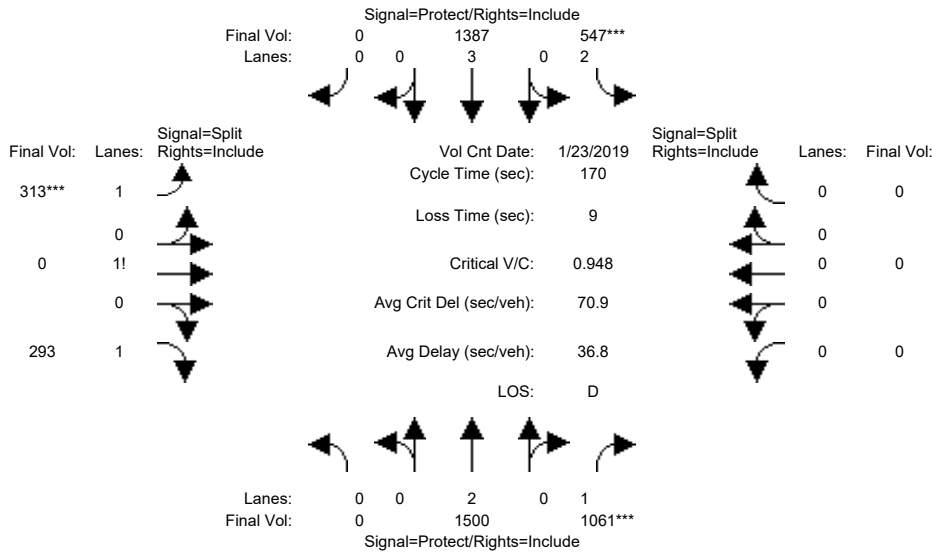 Signal=Protect/Rights=Include
Final Vol: 0 1387 547***
Lanes: 0 0 3 0 2
Signal=Split
Final Vol: Lanes: Rights=Include
Vol Cnt Date: 1/23/2019
Signal=Split
Rights=Include Lanes: Final Vol:
Cycle Time (sec): 170
313*** 1
0 0
Loss Time (sec): 9
0
0
0 1!
Critical V/C: 0.948
0 0
0
Avg Crit Del (sec/veh): 70.9
0
293 1
Avg Delay (sec/veh): 36.8
0 0
LOS: D
Lanes: 0 0 2 0 1
Final Vol: 0 1500 1061***
Signal=Protect/Rights=Include